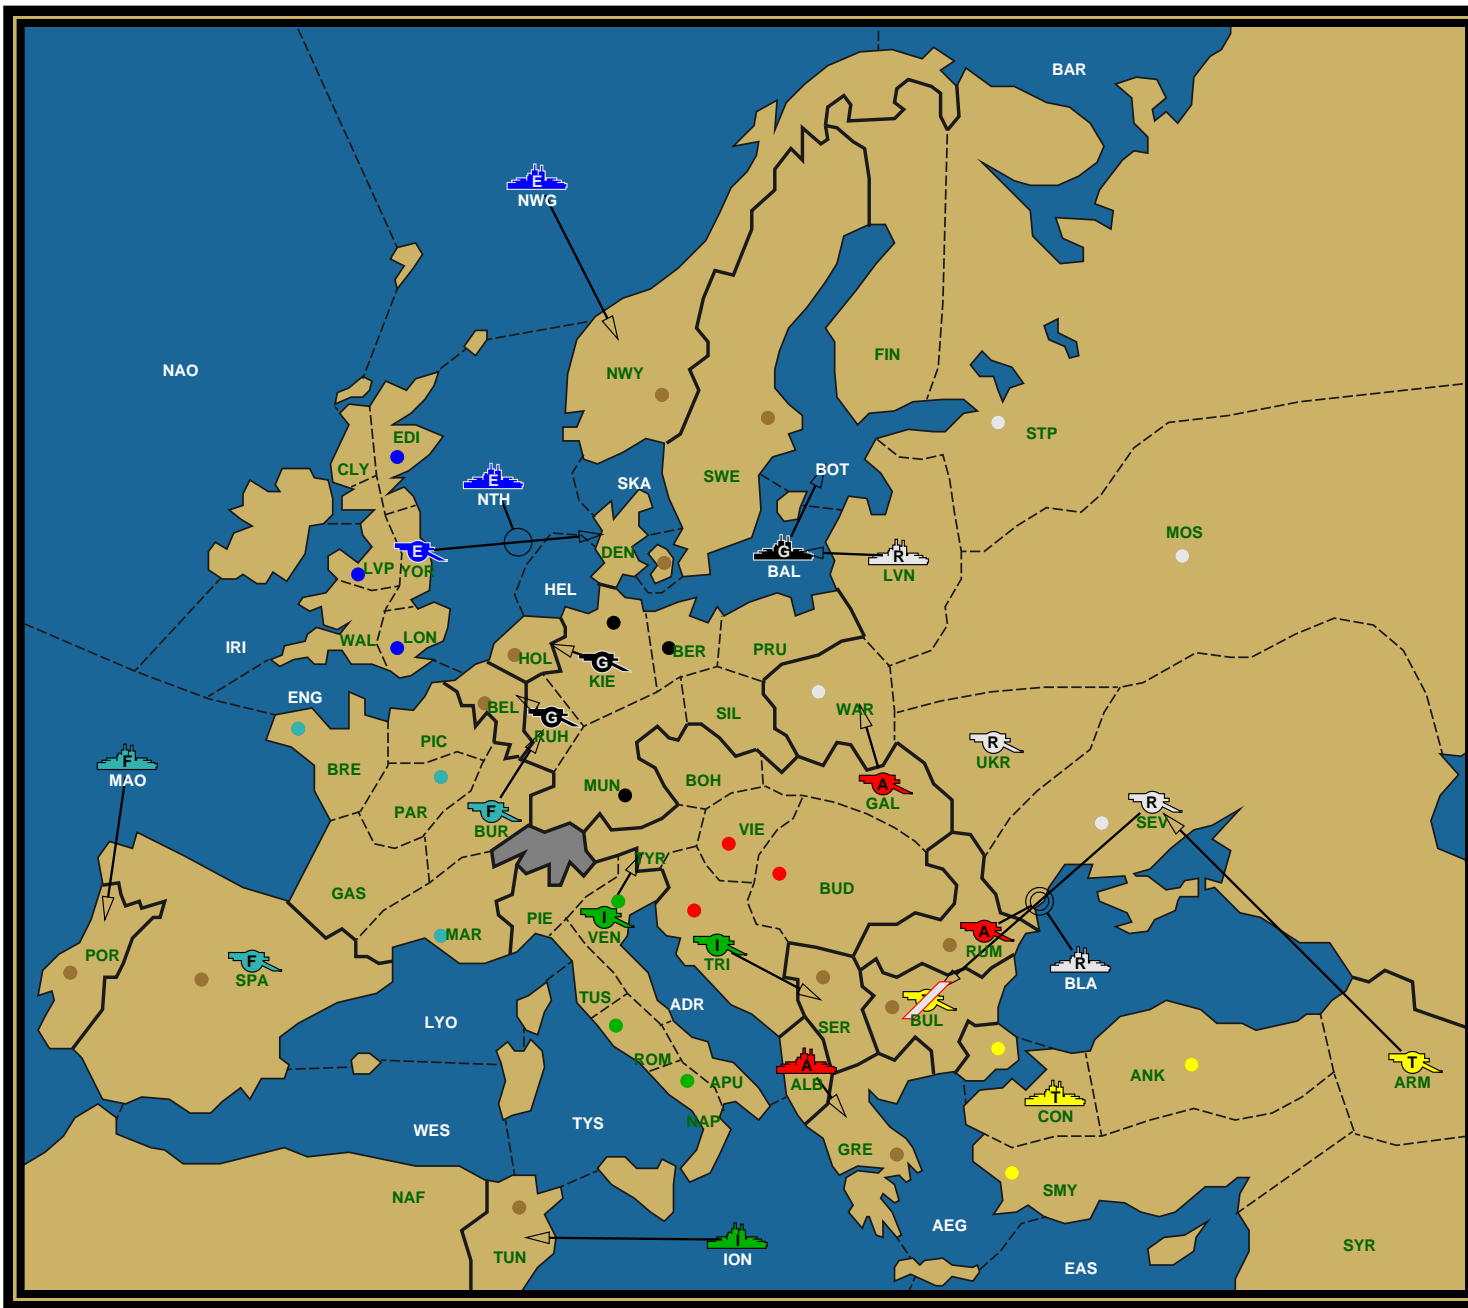 BAR
E
NWG
NAO
FIN
NWY
EDI
STP
CLY
SWE
SKA
BOT
E
NTH
MOS
E
LVP
YOR
DEN
G
BAL
R
LVN
HEL
IRI
WAL
LON
HOL
G
KIE
BER
PRU
ENG
BEL
G
RUH
SIL
WAR
PIC
BRE
R
UKR
F
MAO
MUN
BOH
A
GAL
PAR
F
BUR
R
SEV
VIE
TYR
BUD
GAS
PIE
I
VEN
MAR
I
TRI
A
RUM
POR
F
SPA
R
BLA
TUS
ADR
BUL
LYO
SER
ROM
A
ALB
APU
ANK
T
ARM
T
CON
NAP
WES
TYS
GRE
SMY
NAF
AEG
TUN
I
ION
EAS
SYR